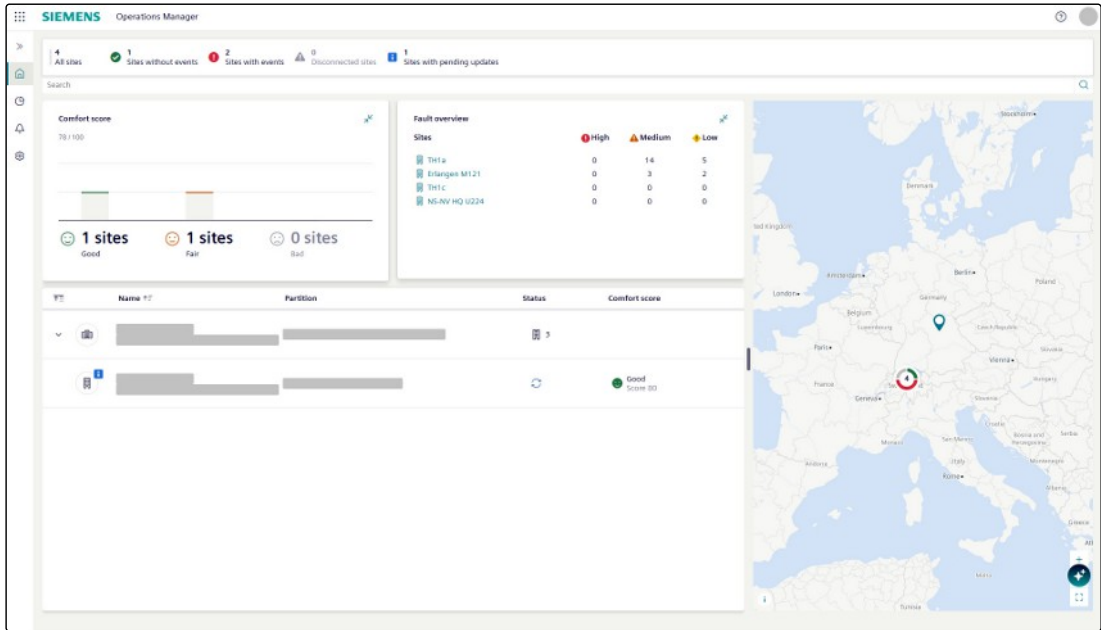 SIEMENS Operations Manager
4
All sites
1
Sites without events
2
Sites with events
0
Disconnected sites
1
Sites with pending updates
Search
Comfort score
78 / 100
1 sites
Good
1 sites
Fair
0 sites
Bad
Fault overview
Sites High Medium Low
TH1a 0 14 5
Erlangen M121 0 3 2
TH1c 0 0 0
NS-NV HQ U224 0 0 0
Name Partition Status Comfort score
3
Good
Score 80
Stockholm
Denmark
United Kingdom
Amsterdam
Berlin
Poland
London
Germany
Belgium
Luxembourg
Czech Republic
Paris
Slovakia
Vienna
France
4
Hungary
Geneva
Slovenia
Croatia
Monaco
San Marino
Bosnia and
Herzegovina
Serbia
Andorra
Italy
Montenegro
Rome
Albania
Greece
Malta
Tunisia